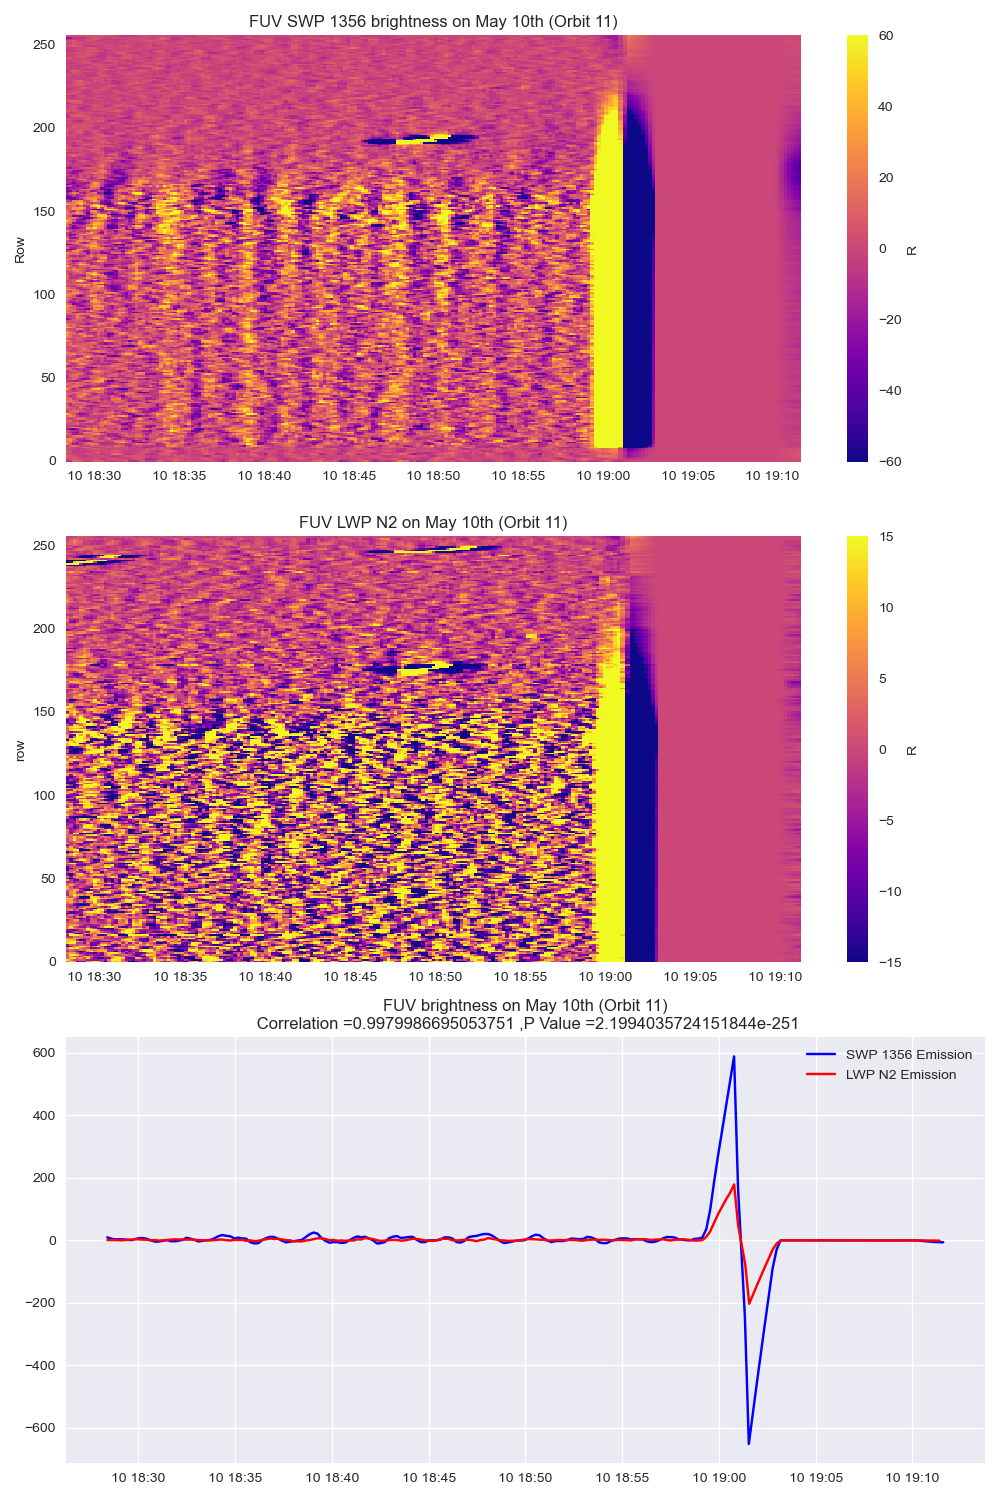 FUV SWP 1356 brightness on May 10th (Orbit 11)
250
200
150
100
50
0
Row
10 18:30 10 18:35 10 18:40 10 18:45 10 18:50 10 18:55 10 19:00 10 19:05 10 19:10
60
40
20
0
−20
−40
−60
R
FUV LWP N2 on May 10th (Orbit 11)
250
200
150
100
50
0
row
10 18:30 10 18:35 10 18:40 10 18:45 10 18:50 10 18:55 10 19:00 10 19:05 10 19:10
15
10
5
0
−5
−10
−15
R
FUV brightness on May 10th (Orbit 11)
Correlation =0.9979986695053751 ,P Value =2.1994035724151844e-251
600
400
200
0
−200
−400
−600
SWP 1356 Emission
LWP N2 Emission
10 18:30 10 18:35 10 18:40 10 18:45 10 18:50 10 18:55 10 19:00 10 19:05 10 19:10